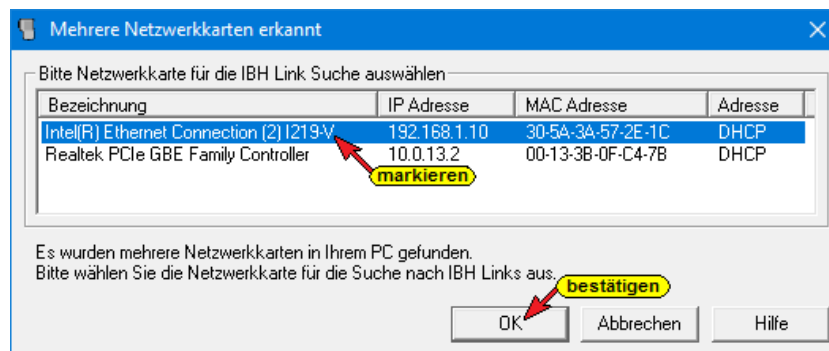 Mehrere Netzwerkkarten erkannt
Bitte Netzwerkkarte für die IBH Link Suche auswählen
Bezeichnung IP Adresse MAC Adresse Adresse
Intel(R) Ethernet Connection (2) I219-V 192.168.1.10 30-5A-3A-57-2E-1C DHCP
Realtek PCIe GBE Family Controller 10.0.13.2 00-13-3B-0F-C4-7B DHCP
markieren
Es wurden mehrere Netzwerkkarten in Ihrem PC gefunden.
Bitte wählen Sie die Netzwerkkarte für die Suche nach IBH Links aus.
bestätigen
OK Abbrechen Hilfe